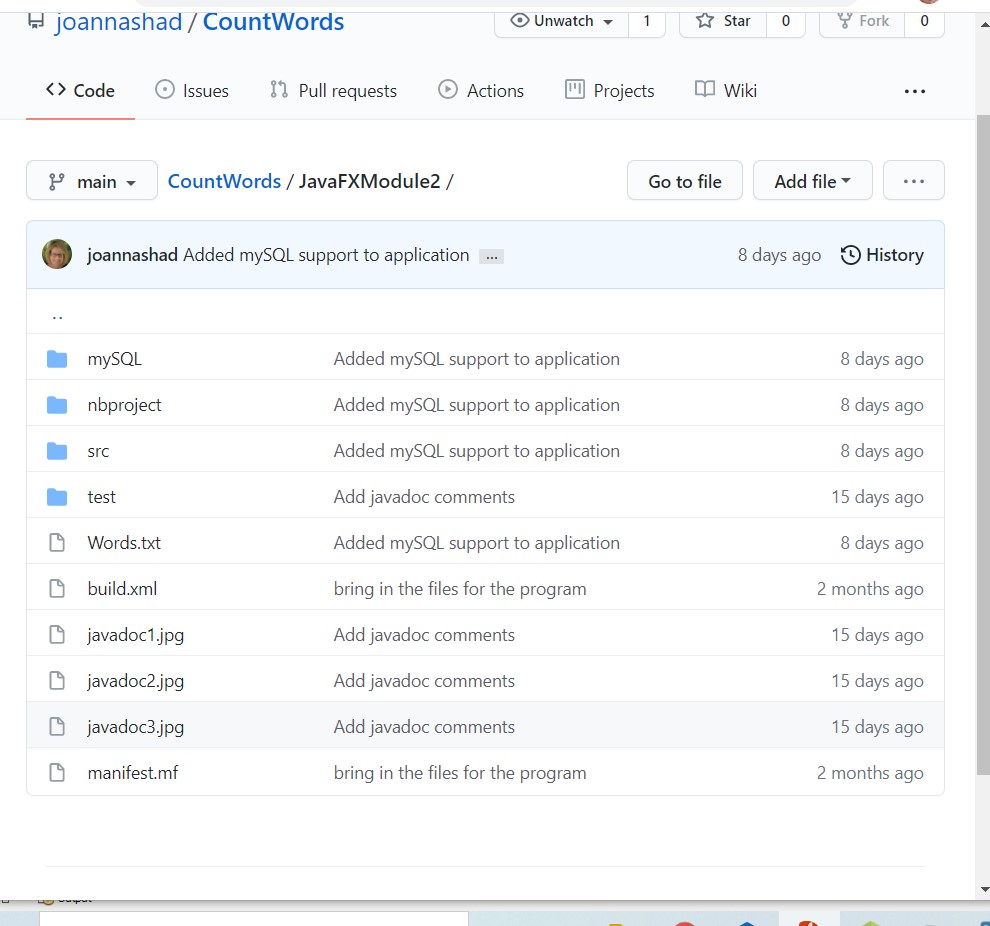 joannashad / CountWords Unwatch 1 Star 0 Fork 0
Code Issues Pull requests Actions Projects Wiki ...
main CountWords / JavaFXModule2 / Go to file Add file ...
joannashad Added mySQL support to application ... 8 days ago History
..
mySQL Added mySQL support to application 8 days ago
nbproject Added mySQL support to application 8 days ago
src Added mySQL support to application 8 days ago
test Add javadoc comments 15 days ago
Words.txt Added mySQL support to application 8 days ago
build.xml bring in the files for the program 2 months ago
javadoc1.jpg Add javadoc comments 15 days ago
javadoc2.jpg Add javadoc comments 15 days ago
javadoc3.jpg Add javadoc comments 15 days ago
manifest.mf bring in the files for the program 2 months ago